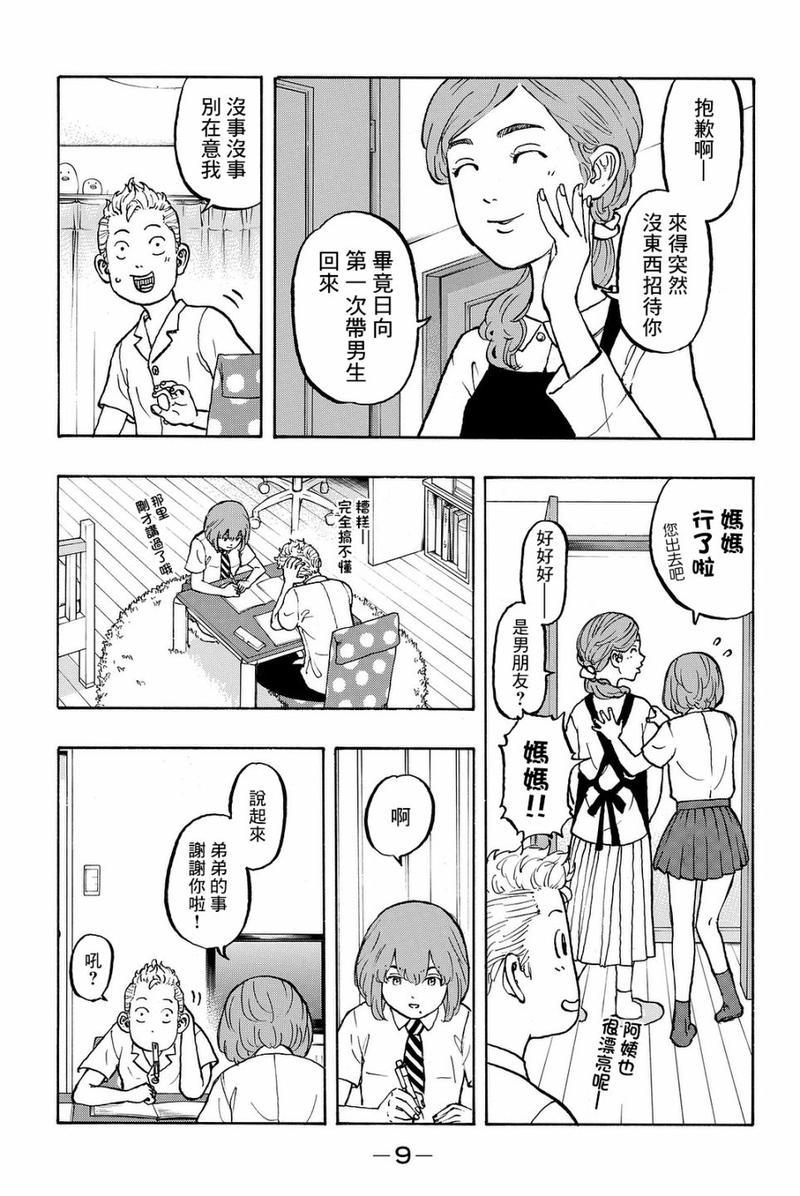 抱歉啊—
來得突然
沒東西招待你
畢竟日向
第一次帶男生
回來
沒事沒事
別在意我
媽媽
行了啦
您出去吧
好好好—
是男朋友?
媽媽!!
阿姨也
很漂亮呢—
糟糕—
完全搞不懂
那里
剛才講過了哦
啊
說起來
弟弟的事
謝謝你啦!
吼?
—9—